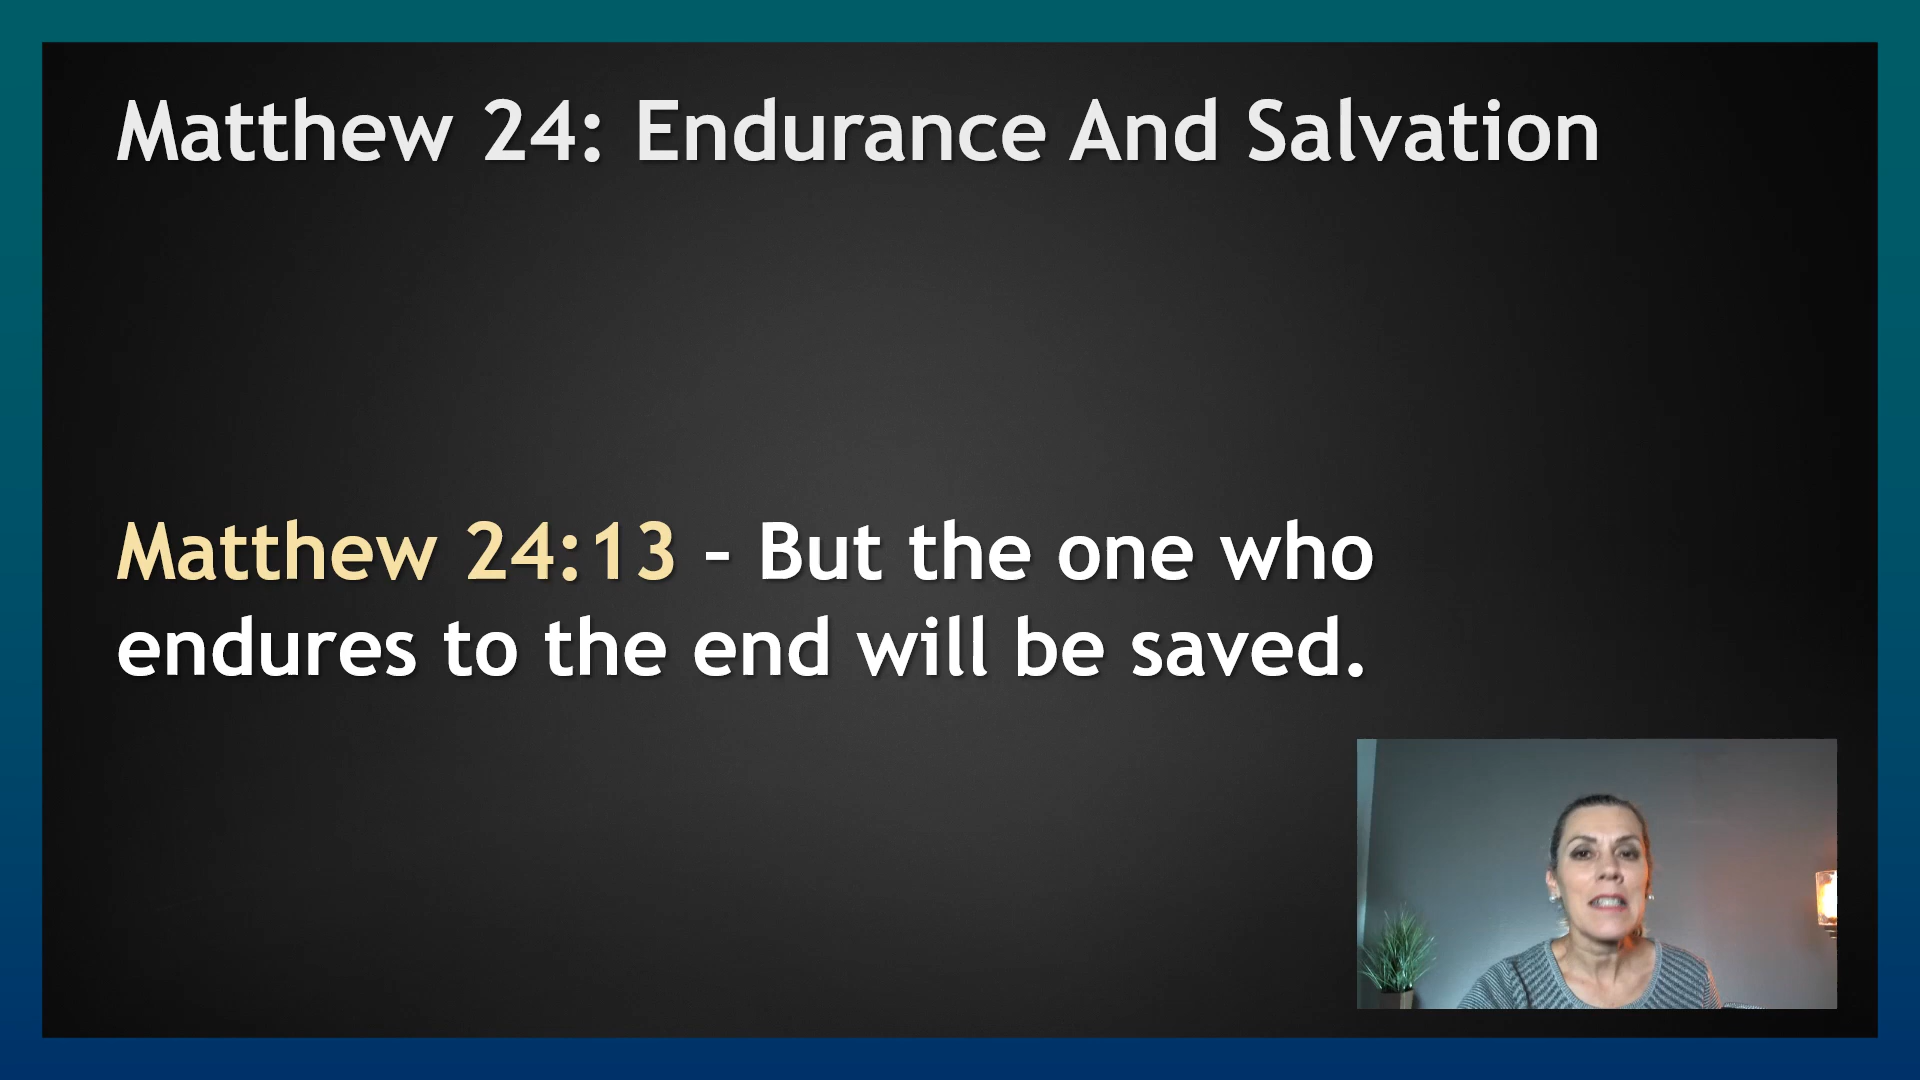 Matthew 24: Endurance And Salvation
Matthew 24:13 – But the one who
endures to the end will be saved.